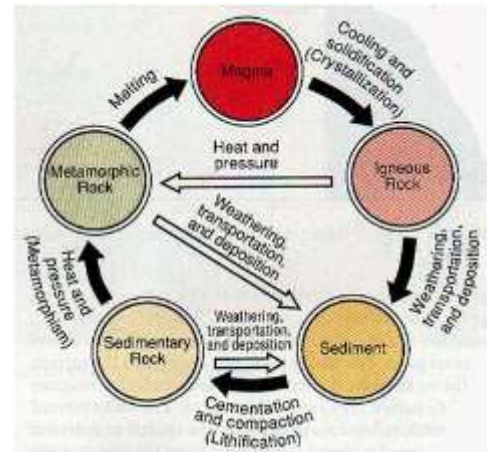 Magma
Cooling and
solidification
(Crystallization)
Melting
Heat and
pressure
Metamorphic
Rock
Igneous
Rock
Weathering,
transportation,
and deposition
Weathering,
transportation,
and deposition
Heat and
pressure
(Metamorphism)
Sedimentary
Rock
Weathering,
transportation,
and deposition
Sediment
Cementation
and compaction
(Lithification)